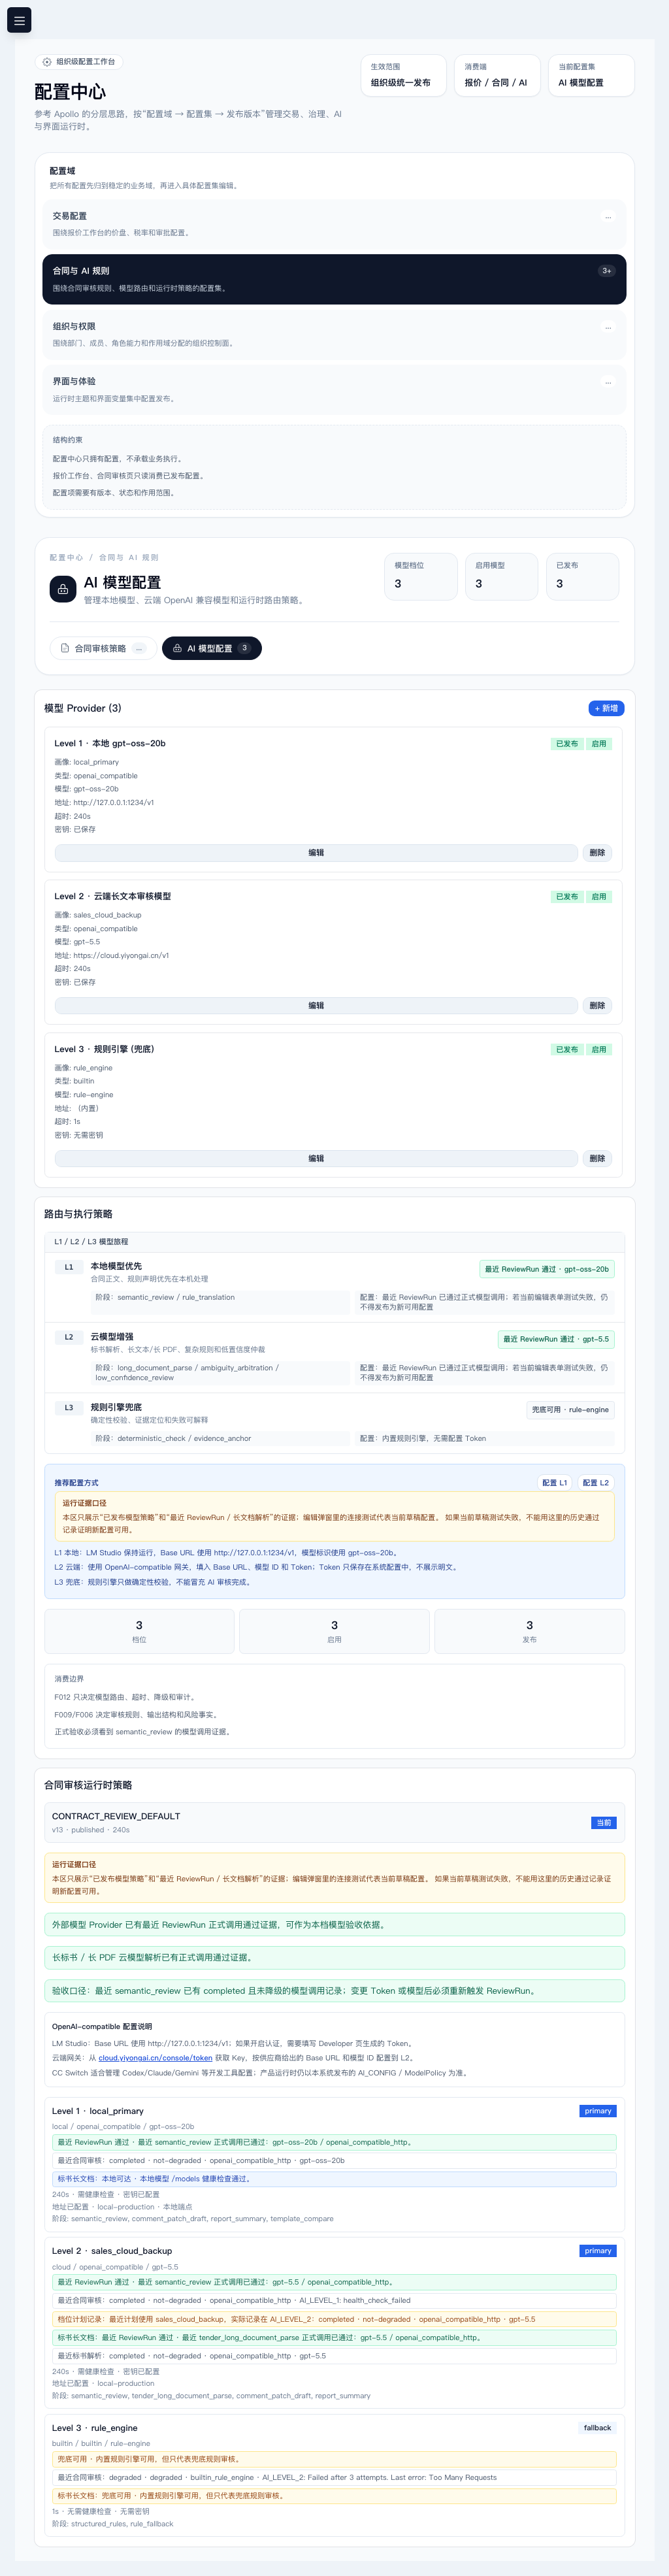 组织级配置工作台
配置中心
参考 Apollo 的分层思路，按“配置域 → 配置集 → 发布版本”管理交易、治理、AI
与界面运行时。
生效范围
组织级统一发布
消费端
报价 / 合同 / AI
当前配置集
AI 模型配置
配置域
把所有配置先归到稳定的业务域，再进入具体配置集编辑。
交易配置
...
围绕报价工作台的价盘、税率和审批配置。
合同与 AI 规则
3+
围绕合同审核规则、模型路由和运行时策略的配置集。
组织与权限
...
围绕部门、成员、角色能力和作用域分配的组织控制面。
界面与体验
...
运行时主题和界面变量集中配置发布。
结构约束
配置中心只拥有配置，不承载业务执行。
报价工作台、合同审核页只读消费已发布配置。
配置项需要有版本、状态和作用范围。
配置中心 / 合同与 AI 规则
AI 模型配置
管理本地模型、云端 OpenAI 兼容模型和运行时路由策略。
模型档位
3
启用模型
3
已发布
3
合同审核策略 ...
AI 模型配置 3
模型 Provider (3)
+ 新增
Level 1 · 本地 gpt-oss-20b
已发布 启用
画像: local_primary
类型: openai_compatible
模型: gpt-oss-20b
地址: http://127.0.0.1:1234/v1
超时: 240s
密钥: 已保存
编辑
删除
Level 2 · 云端长文本审核模型
已发布 启用
画像: sales_cloud_backup
类型: openai_compatible
模型: gpt-5.5
地址: https://cloud.yiyongai.cn/v1
超时: 240s
密钥: 已保存
编辑
删除
Level 3 · 规则引擎 (兜底)
已发布 启用
画像: rule_engine
类型: builtin
模型: rule-engine
地址: （内置）
超时: 1s
密钥: 无需密钥
编辑
删除
路由与执行策略
L1 / L2 / L3 模型旅程
L1
本地模型优先
合同正文、规则声明优先在本机处理
最近 ReviewRun 通过 · gpt-oss-20b
阶段：semantic_review / rule_translation
配置：最近 ReviewRun 已通过正式模型调用；若当前编辑表单测试失败，仍
不得发布为新可用配置
L2
云模型增强
标书解析、长文本/长 PDF、复杂规则和低置信度仲裁
最近 ReviewRun 通过 · gpt-5.5
阶段：long_document_parse / ambiguity_arbitration /
low_confidence_review
配置：最近 ReviewRun 已通过正式模型调用；若当前编辑表单测试失败，仍
不得发布为新可用配置
L3
规则引擎兜底
确定性校验、证据定位和失败可解释
兜底可用 · rule-engine
阶段：deterministic_check / evidence_anchor
配置：内置规则引擎，无需配置 Token
推荐配置方式
配置 L1
配置 L2
运行证据口径
本区只展示“已发布模型策略”和“最近 ReviewRun / 长文档解析”的证据；编辑弹窗里的连接测试代表当前草稿配置。 如果当前草稿测试失败，不能用这里的历史通过
记录证明新配置可用。
L1 本地：LM Studio 保持运行，Base URL 使用 http://127.0.0.1:1234/v1，模型标识使用 gpt-oss-20b。
L2 云端：使用 OpenAI-compatible 网关，填入 Base URL、模型 ID 和 Token；Token 只保存在系统配置中，不展示明文。
L3 兜底：规则引擎只做确定性校验，不能冒充 AI 审核完成。
3
档位
3
启用
3
发布
消费边界
F012 只决定模型路由、超时、降级和审计。
F009/F006 决定审核规则、输出结构和风险事实。
正式验收必须看到 semantic_review 的模型调用证据。
合同审核运行时策略
CONTRACT_REVIEW_DEFAULT
v13 · published · 240s
当前
运行证据口径
本区只展示“已发布模型策略”和“最近 ReviewRun / 长文档解析”的证据；编辑弹窗里的连接测试代表当前草稿配置。 如果当前草稿测试失败，不能用这里的历史通过记录证
明新配置可用。
外部模型 Provider 已有最近 ReviewRun 正式调用通过证据，可作为本档模型验收依据。
长标书 / 长 PDF 云模型解析已有正式调用通过证据。
验收口径：最近 semantic_review 已有 completed 且未降级的模型调用记录；变更 Token 或模型后必须重新触发 ReviewRun。
OpenAI-compatible 配置说明
LM Studio：Base URL 使用 http://127.0.0.1:1234/v1；如果开启认证，需要填写 Developer 页生成的 Token。
云端网关：从 cloud.yiyongai.cn/console/token 获取 Key，按供应商给出的 Base URL 和模型 ID 配置到 L2。
CC Switch 适合管理 Codex/Claude/Gemini 等开发工具配置；产品运行时仍以本系统发布的 AI_CONFIG / ModelPolicy 为准。
Level 1 · local_primary
primary
local / openai_compatible / gpt-oss-20b
最近 ReviewRun 通过 · 最近 semantic_review 正式调用已通过：gpt-oss-20b / openai_compatible_http。
最近合同审核：completed · not-degraded · openai_compatible_http · gpt-oss-20b
标书长文档：本地可达 · 本地模型 /models 健康检查通过。
240s · 需健康检查 · 密钥已配置
地址已配置 · local-production · 本地端点
阶段: semantic_review, comment_patch_draft, report_summary, template_compare
Level 2 · sales_cloud_backup
primary
cloud / openai_compatible / gpt-5.5
最近 ReviewRun 通过 · 最近 semantic_review 正式调用已通过：gpt-5.5 / openai_compatible_http。
最近合同审核：completed · not-degraded · openai_compatible_http · AI_LEVEL_1: health_check_failed
档位计划记录：最近计划使用 sales_cloud_backup，实际记录在 AI_LEVEL_2：completed · not-degraded · openai_compatible_http · gpt-5.5
标书长文档：最近 ReviewRun 通过 · 最近 tender_long_document_parse 正式调用已通过：gpt-5.5 / openai_compatible_http。
最近标书解析：completed · not-degraded · openai_compatible_http · gpt-5.5
240s · 需健康检查 · 密钥已配置
地址已配置 · local-production
阶段: semantic_review, tender_long_document_parse, comment_patch_draft, report_summary
Level 3 · rule_engine
fallback
builtin / builtin / rule-engine
兜底可用 · 内置规则引擎可用，但只代表兜底规则审核。
最近合同审核：degraded · degraded · builtin_rule_engine · AI_LEVEL_2: Failed after 3 attempts. Last error: Too Many Requests
标书长文档：兜底可用 · 内置规则引擎可用，但只代表兜底规则审核。
1s · 无需健康检查 · 无需密钥
阶段: structured_rules, rule_fallback